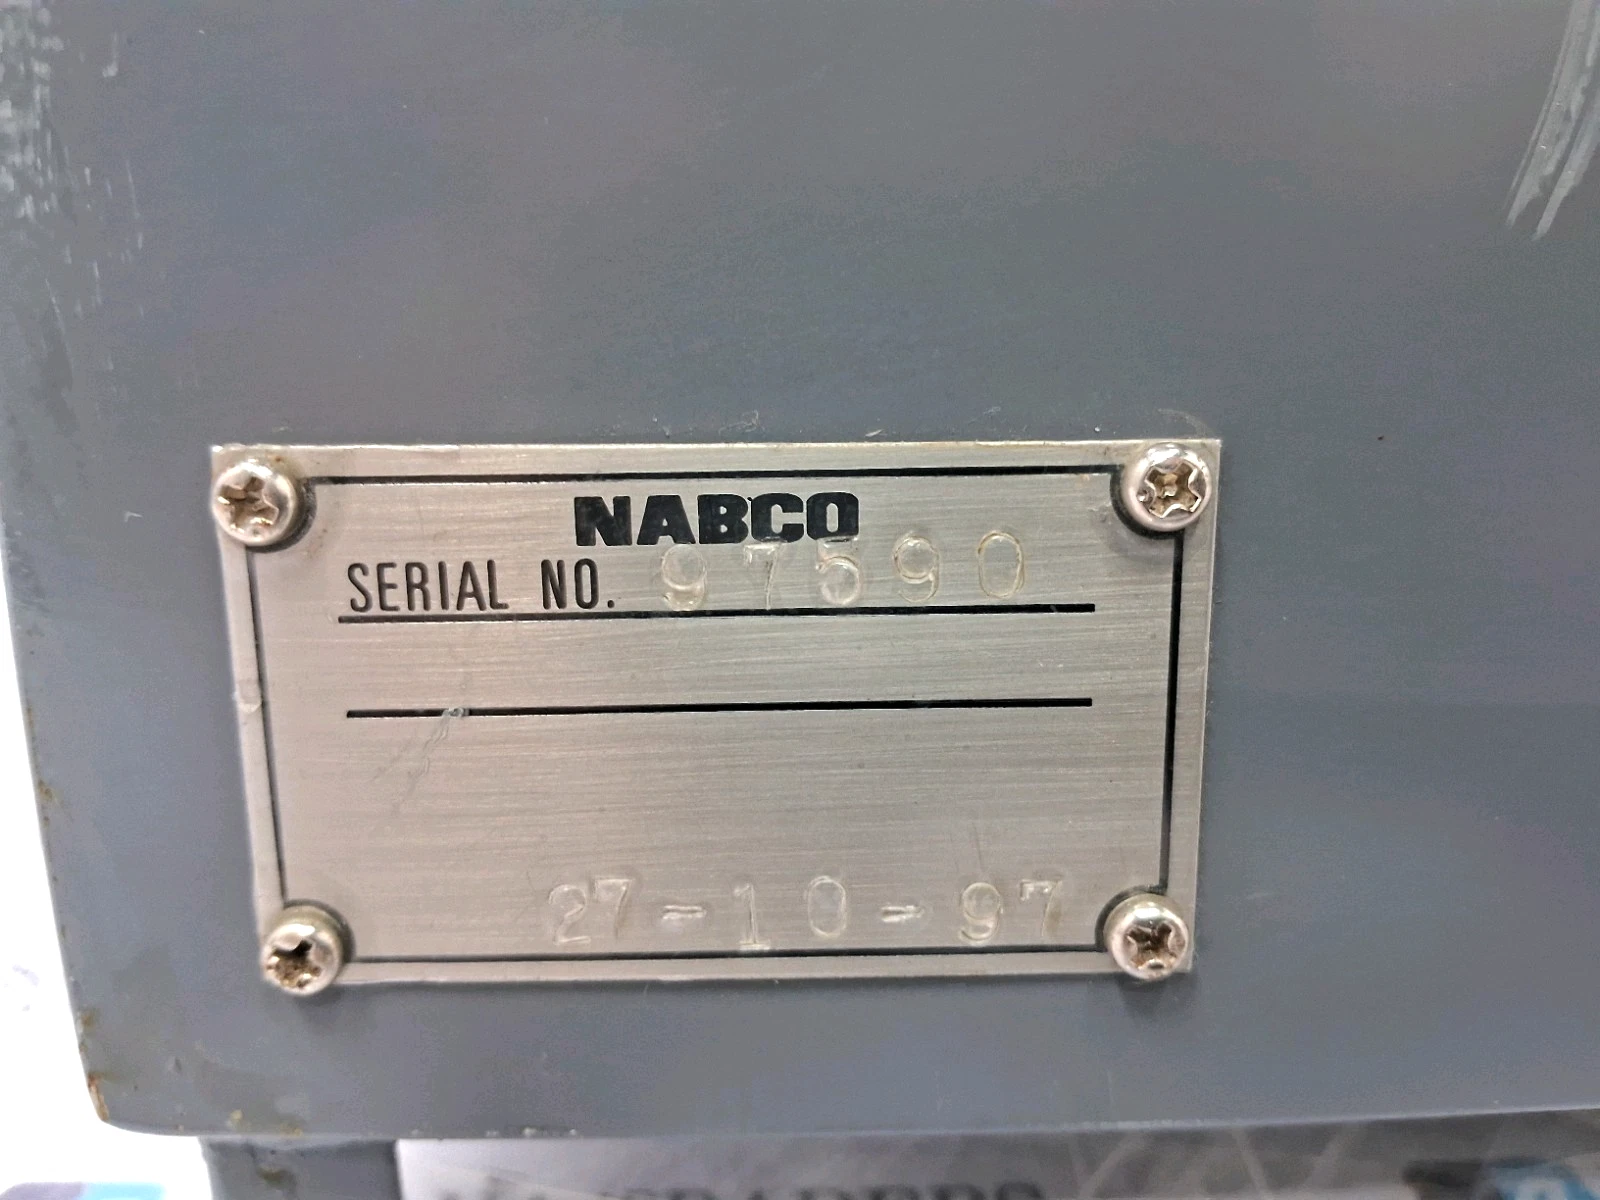 NABCO
SERIAL NO. 97590
27-10-97